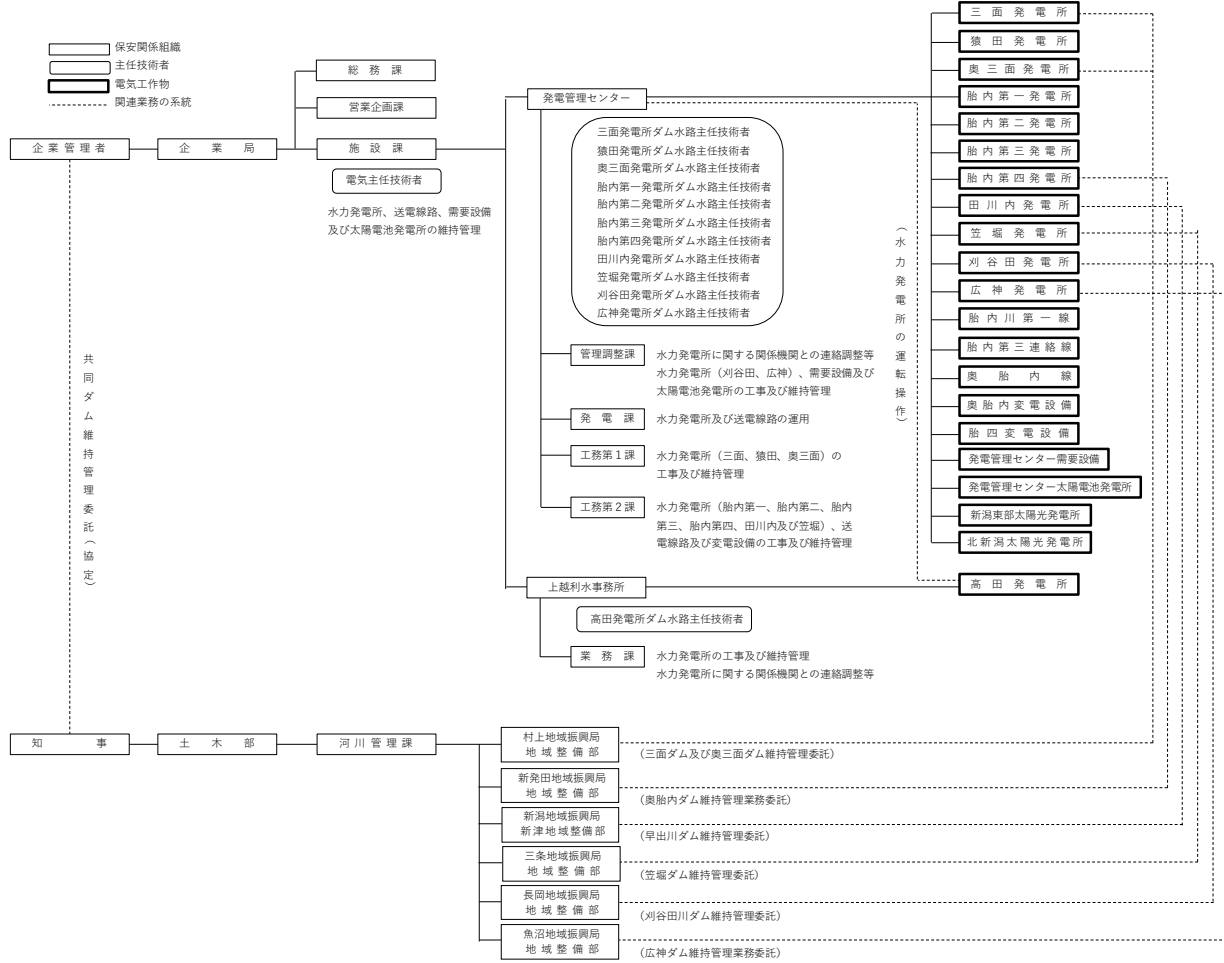 保安関係組織
主任技術者
電気工作物
関連業務の系統
企業管理者
企業局
総務課
営業企画課
施設課
電気主任技術者
水力発電所、送電線路、需要設備
及び太陽電池発電所の維持管理
発電管理センター
三面発電所ダム水路主任技術者
猿田発電所ダム水路主任技術者
奥三面発電所ダム水路主任技術者
胎内第一発電所ダム水路主任技術者
胎内第二発電所ダム水路主任技術者
胎内第三発電所ダム水路主任技術者
胎内第四発電所ダム水路主任技術者
田川内発電所ダム水路主任技術者
笠堀発電所ダム水路主任技術者
刈谷田発電所ダム水路主任技術者
広神発電所ダム水路主任技術者
管理調整課
水力発電所に関する関係機関との連絡調整等
水力発電所（刈谷田、広神）、需要設備及び
太陽電池発電所の工事及び維持管理
発電課
水力発電所及び送電線路の運用
工務第１課
水力発電所（三面、猿田、奥三面）の
工事及び維持管理
工務第２課
水力発電所（胎内第一、胎内第二、胎内
第三、胎内第四、田川内及び笠堀）、送
電線路及び変電設備の工事及び維持管理
（水力発電所の運転操作）
三面発電所
猿田発電所
奥三面発電所
胎内第一発電所
胎内第二発電所
胎内第三発電所
胎内第四発電所
田川内発電所
笠堀発電所
刈谷田発電所
広神発電所
胎内川第一線
胎内第三連絡線
奥胎内線
奥胎内変電設備
胎四変電設備
発電管理センター需要設備
発電管理センター太陽電池発電所
新潟東部太陽光発電所
北新潟太陽光発電所
上越利水事務所
高田発電所
高田発電所ダム水路主任技術者
業務課
水力発電所の工事及び維持管理
水力発電所に関する関係機関との連絡調整等
共同ダム維持管理委託（協定）
知事
土木部
河川管理課
村上地域振興局
地域整備部
(三面ダム及び奥三面ダム維持管理委託)
新発田地域振興局
地域整備部
(奥胎内ダム維持管理業務委託)
新潟地域振興局
新津地域整備部
(早出川ダム維持管理委託)
三条地域振興局
地域整備部
(笠堀ダム維持管理委託)
長岡地域振興局
地域整備部
(刈谷田川ダム維持管理委託)
魚沼地域振興局
地域整備部
(広神ダム維持管理業務委託)